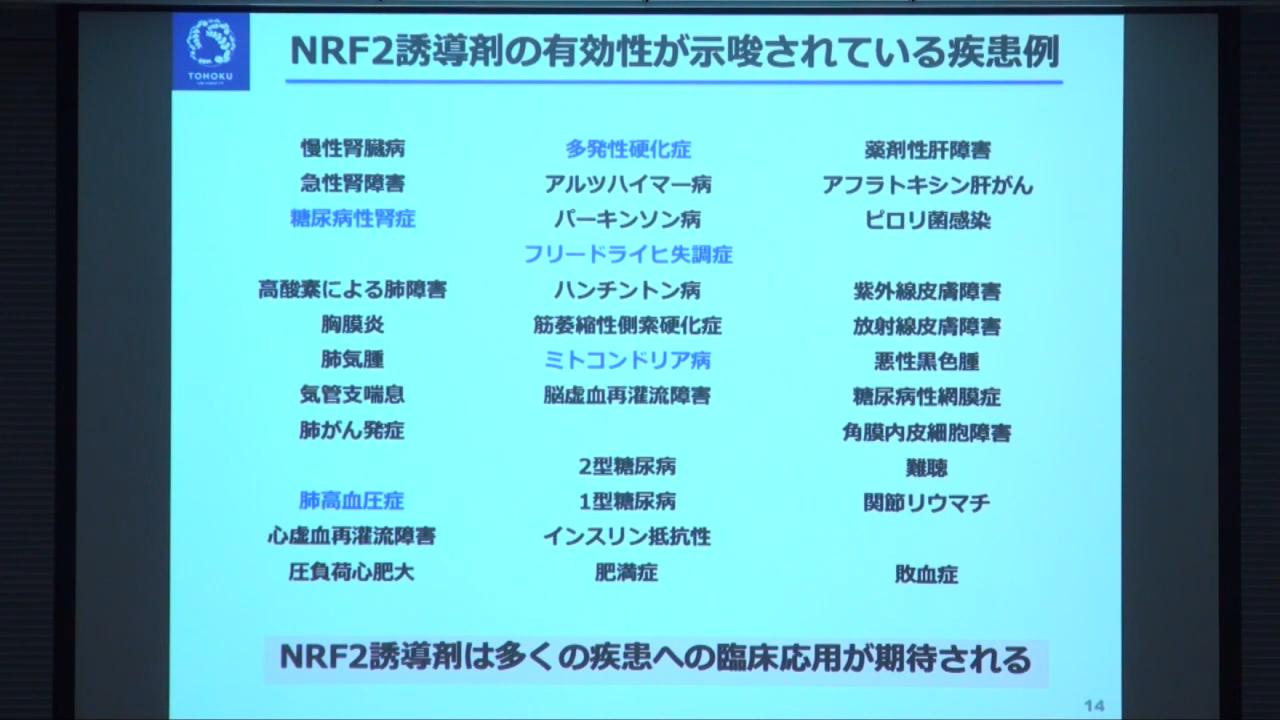 TOHOKU
NRF2誘導剤の有効性が示唆されている疾患例
慢性腎臓病
急性腎障害
糖尿病性腎症
高酸素による肺障害
胸膜炎
肺気腫
気管支喘息
肺がん発症
肺高血圧症
心虚血再灌流障害
圧負荷心肥大
多発性硬化症
アルツハイマー病
パーキンソン病
フリードライヒ失調症
ハンチントン病
筋萎縮性側索硬化症
ミトコンドリア病
脳虚血再灌流障害
2型糖尿病
1型糖尿病
インスリン抵抗性
肥満症
薬剤性肝障害
アフラトキシン肝がん
ピロリ菌感染
紫外線皮膚障害
放射線皮膚障害
悪性黒色腫
糖尿病性網膜症
角膜内皮細胞障害
難聴
関節リウマチ
敗血症
NRF2誘導剤は多くの疾患への臨床応用が期待される
14